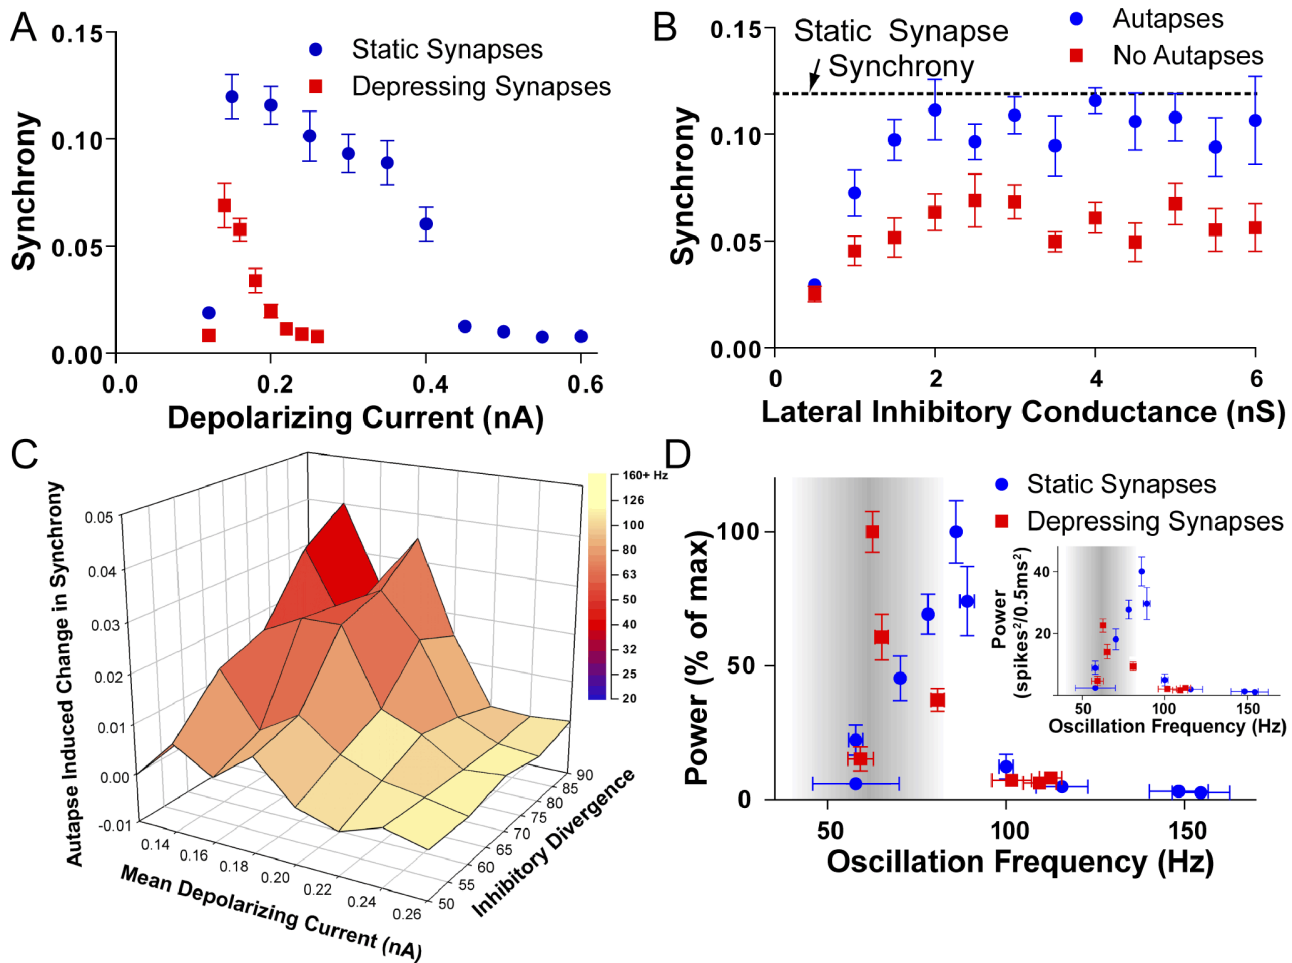 A
0.15
0.10
0.05
0.00
Synchrony
Static Synapses
Depressing Synapses
0.0 0.2 0.4 0.6
Depolarizing Current (nA)
B
0.15
0.10
0.05
0.00
Synchrony
Autapses
No Autapses
Static Synapse
Synchrony
0 2 4 6
Lateral Inhibitory Conductance (nS)
C
Autapse Induced Change in Synchrony
0.05
0.04
0.03
0.02
0.01
0.00
-0.01
0.14 0.16 0.18 0.20 0.22 0.24 0.26
Mean Depolarizing Current (nA)
90
85
80
75
70
65
60
55
50
Inhibitory Divergence
160+ Hz
126
100
80
63
50
40
32
25
20
D
Static Synapses
Depressing Synapses
100
50
0
Power (% of max)
50 100 150
Oscillation Frequency (Hz)
40
20
Power
(spikes²/0.5ms²)
50 100 150
Oscillation Frequency (Hz)